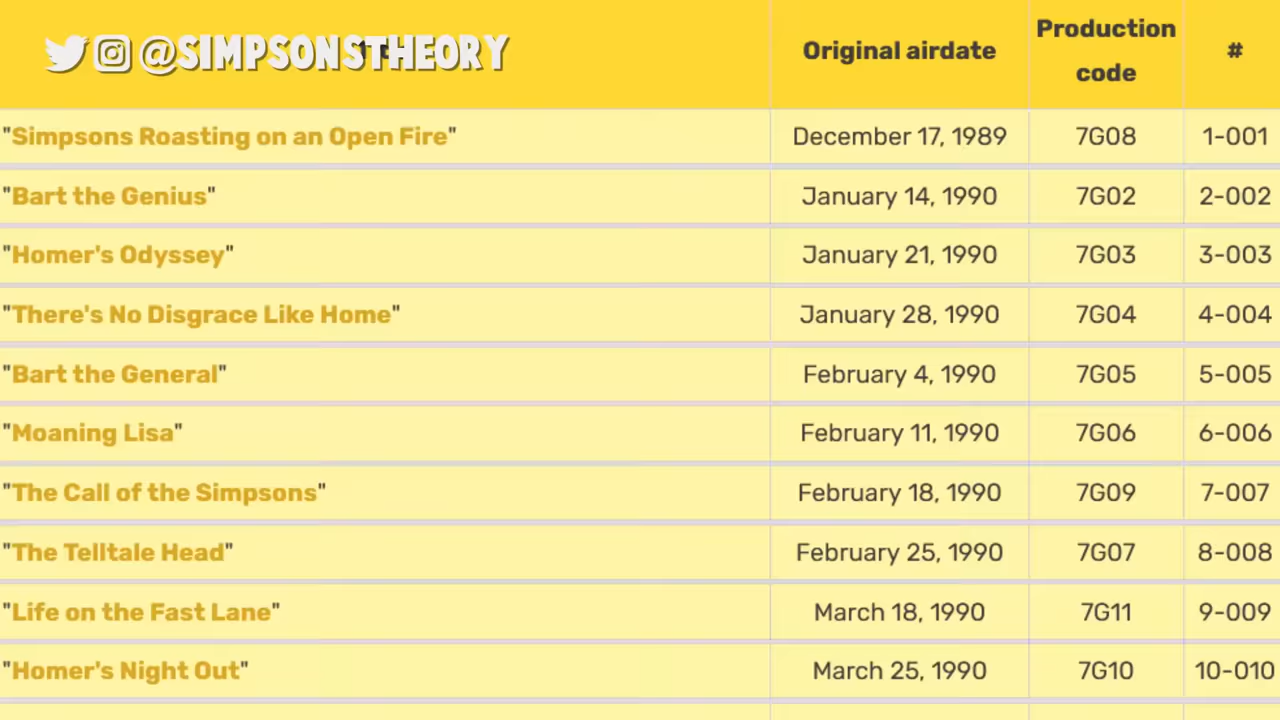 @SIMPSONSTHEORY
Original airdate
Production
code
#
"Simpsons Roasting on an Open Fire" December 17, 1989 7G08 1-001
"Bart the Genius" January 14, 1990 7G02 2-002
"Homer's Odyssey" January 21, 1990 7G03 3-003
"There's No Disgrace Like Home" January 28, 1990 7G04 4-004
"Bart the General" February 4, 1990 7G05 5-005
"Moaning Lisa" February 11, 1990 7G06 6-006
"The Call of the Simpsons" February 18, 1990 7G09 7-007
"The Telltale Head" February 25, 1990 7G07 8-008
"Life on the Fast Lane" March 18, 1990 7G11 9-009
"Homer's Night Out" March 25, 1990 7G10 10-010